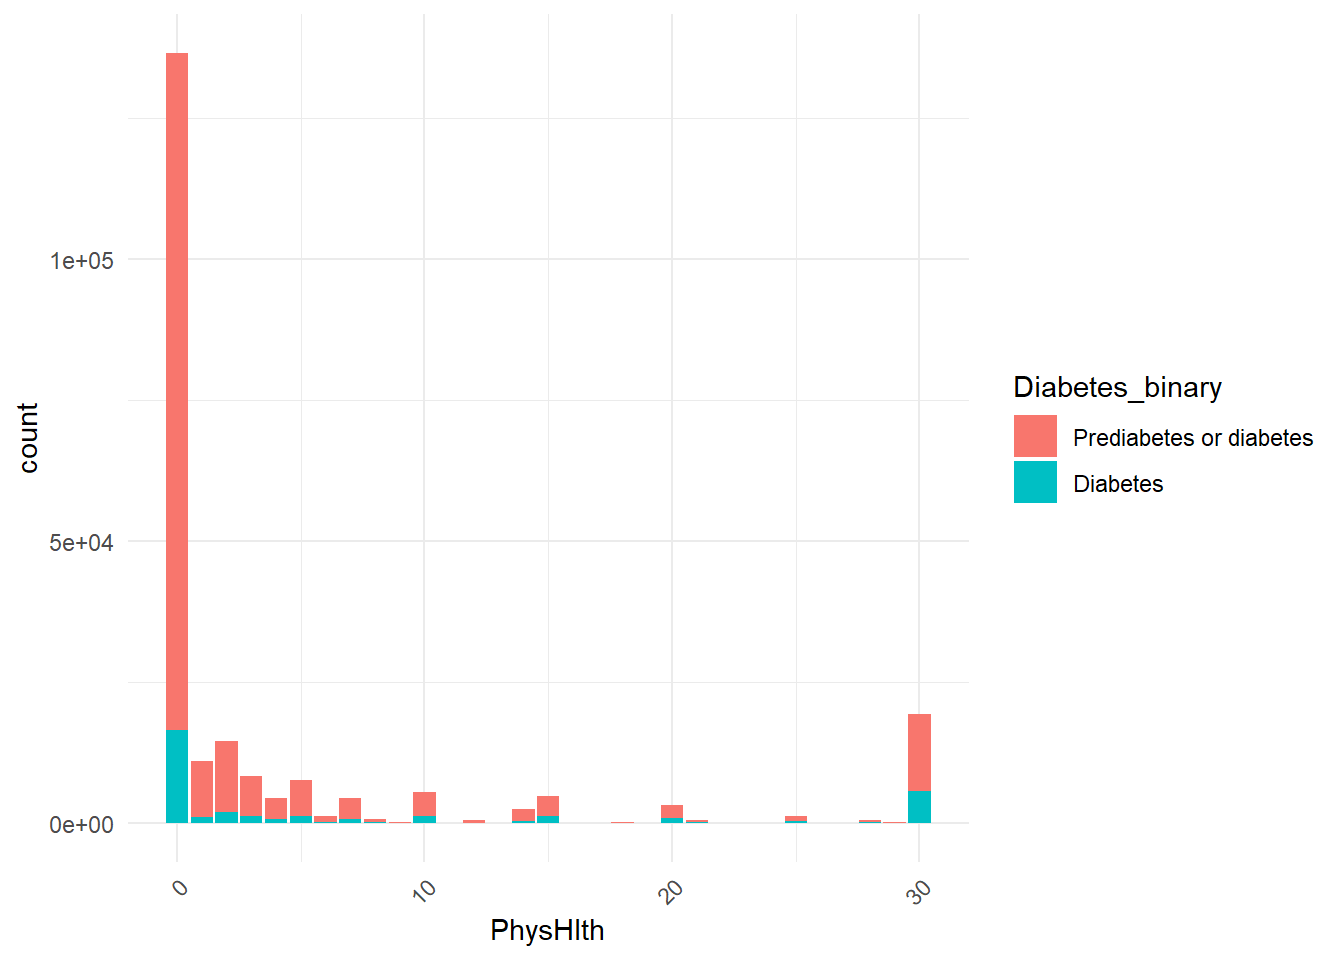 1e+05
5e+04
0e+00
count
0
10
20
30
PhysHlth
Diabetes_binary
Prediabetes or diabetes
Diabetes